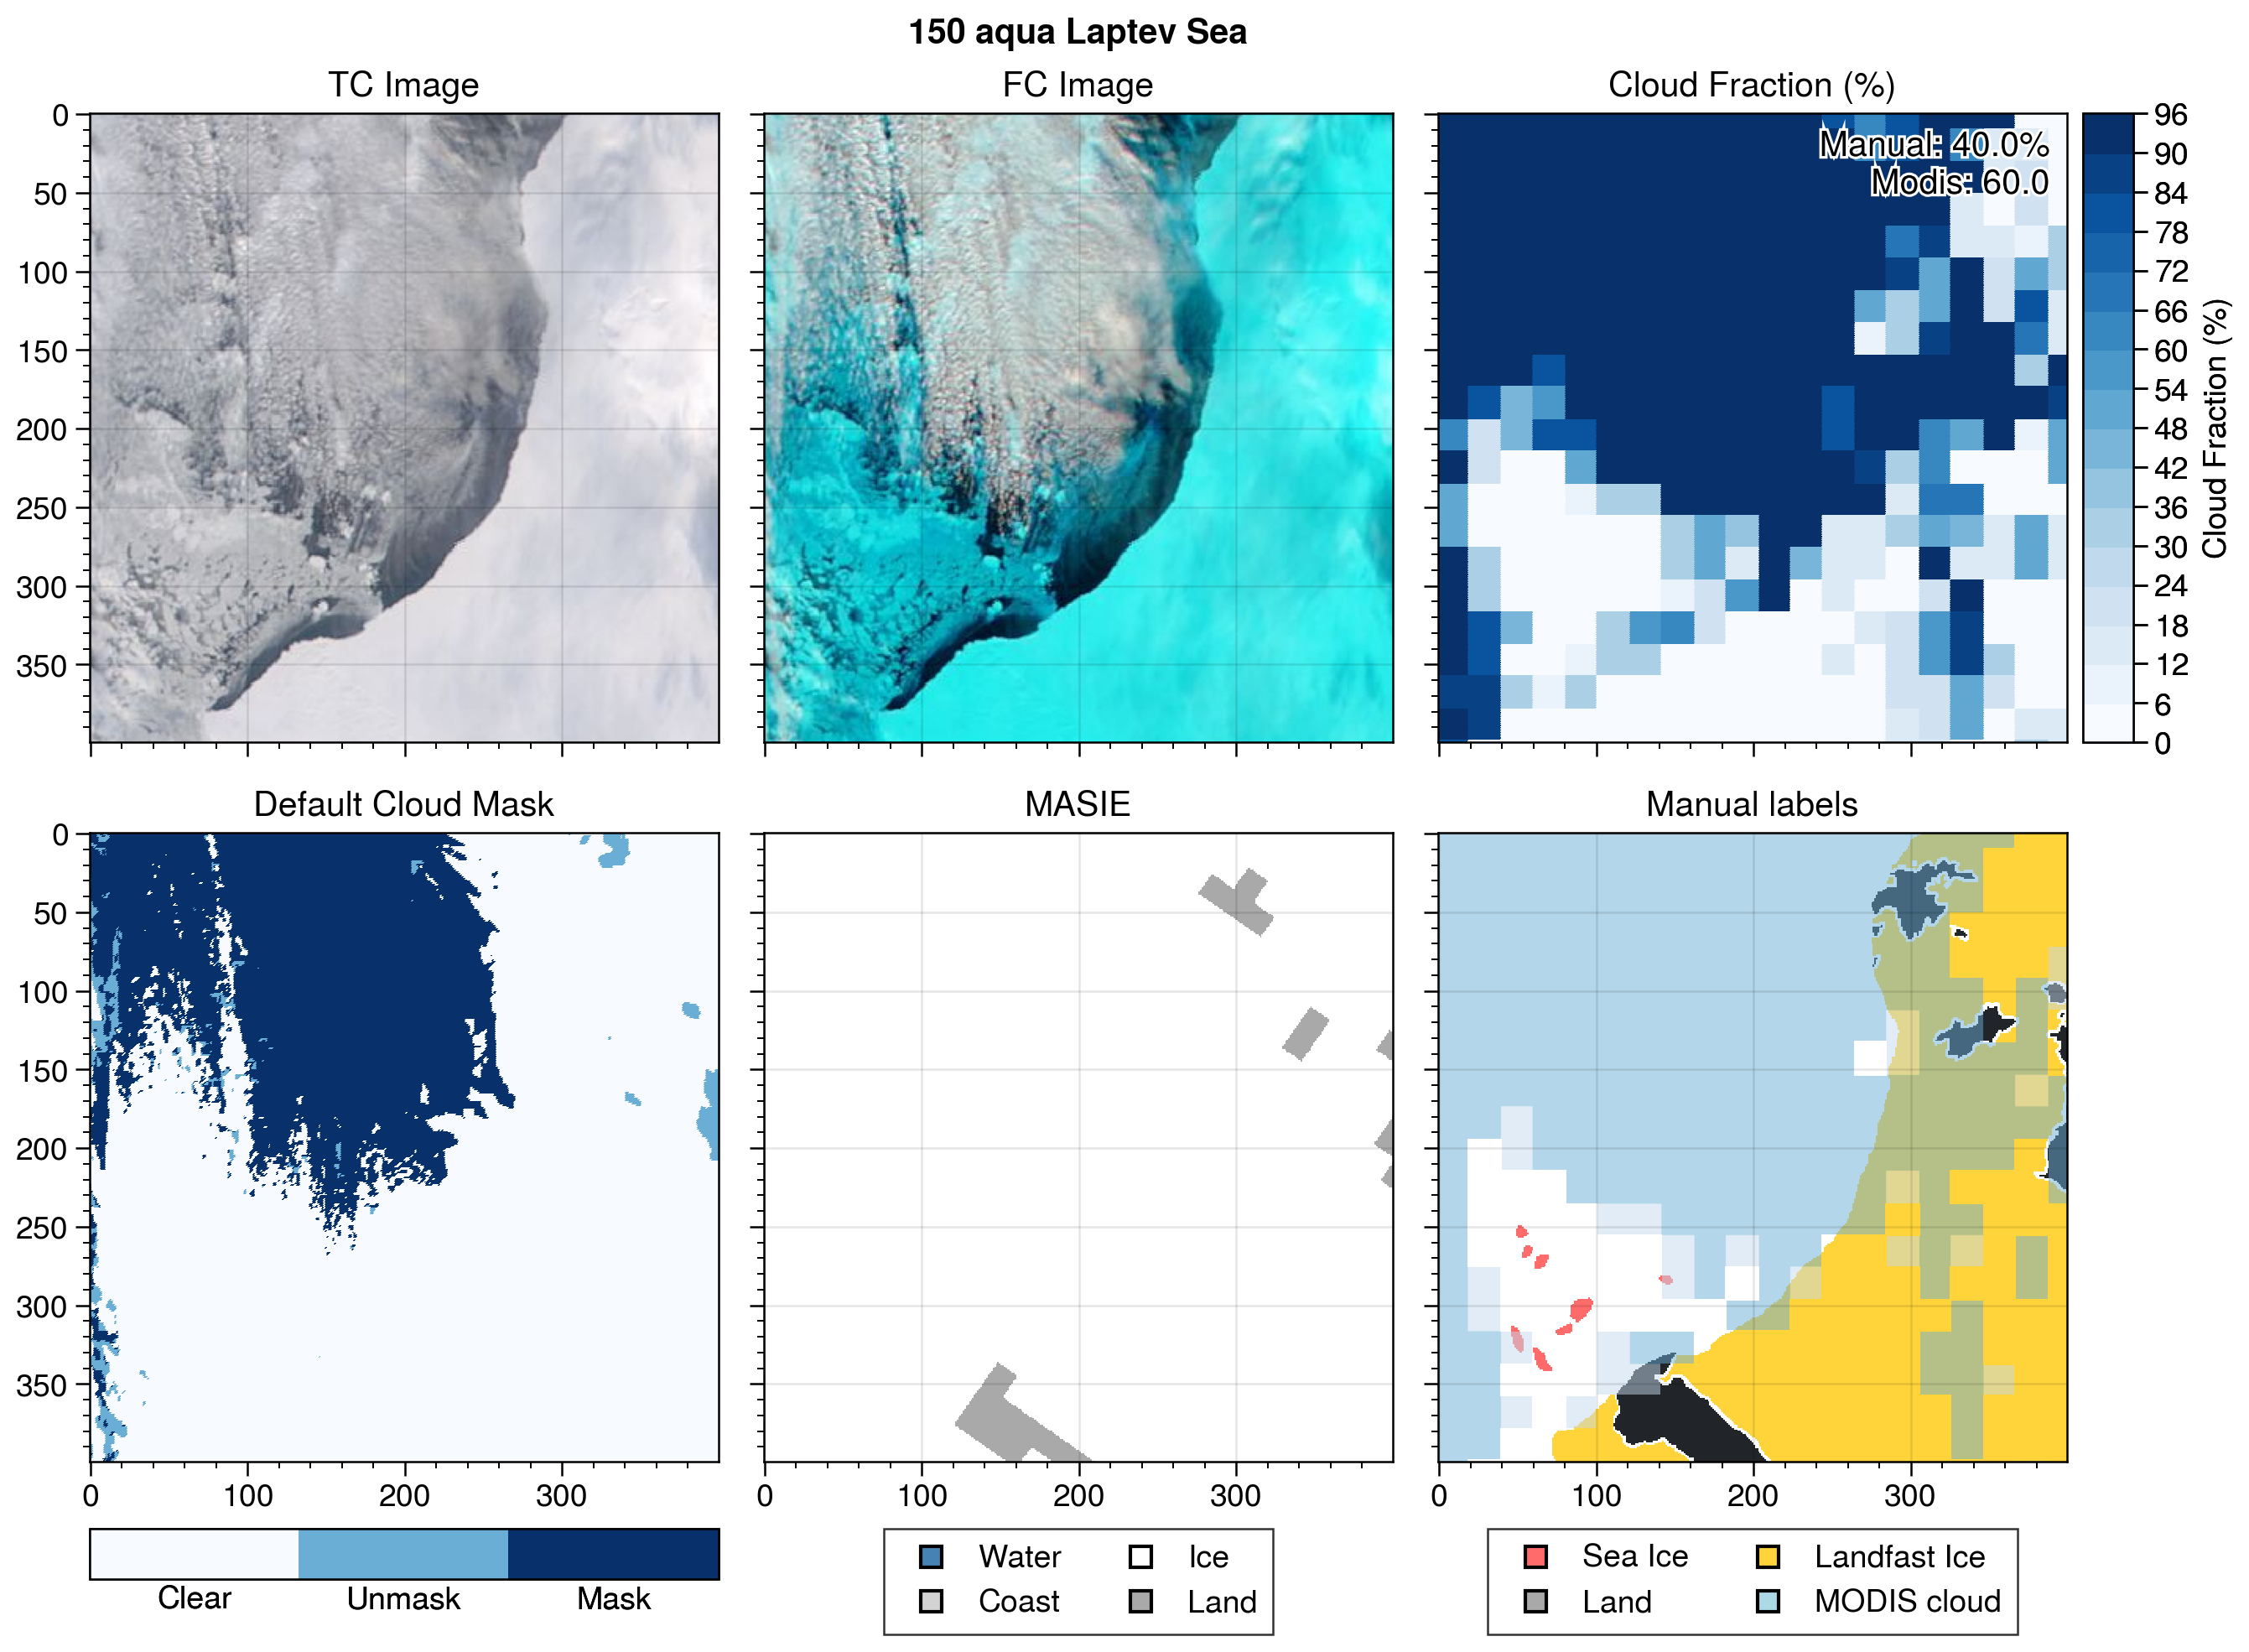 150 aqua Laptev Sea
TC Image
FC Image
Cloud Fraction (%)
0
50
100
150
200
250
300
350
Manual: 40.0%
Modis: 60.0
96
90
84
78
72
66
60
54
48
42
36
30
24
18
12
6
0
Cloud Fraction (%)
Default Cloud Mask
MASIE
Manual labels
0
50
100
150
200
250
300
350
0 100 200 300
0 100 200 300
0 100 200 300
Clear Unmask Mask
Water Ice
Coast Land
Sea Ice Landfast Ice
Land MODIS cloud